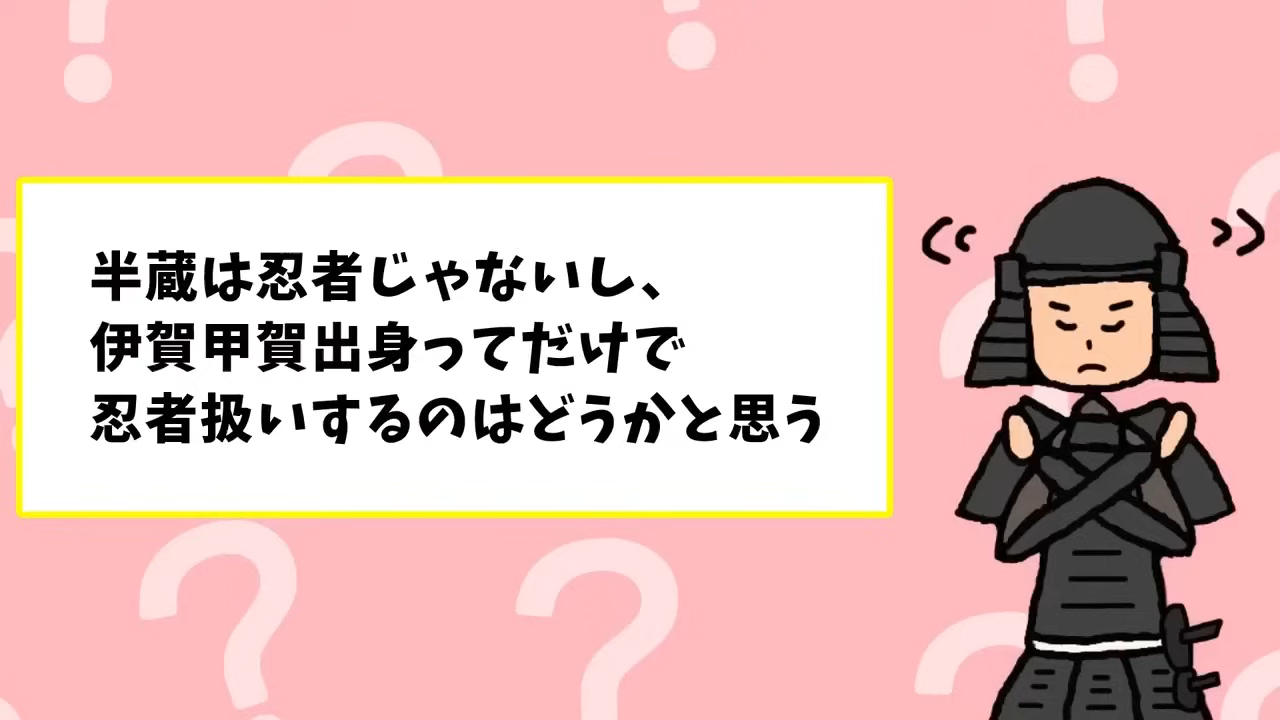 半蔵は忍者じゃないし、
伊賀甲賀出身ってだけで
忍者扱いするのはどうかと思う